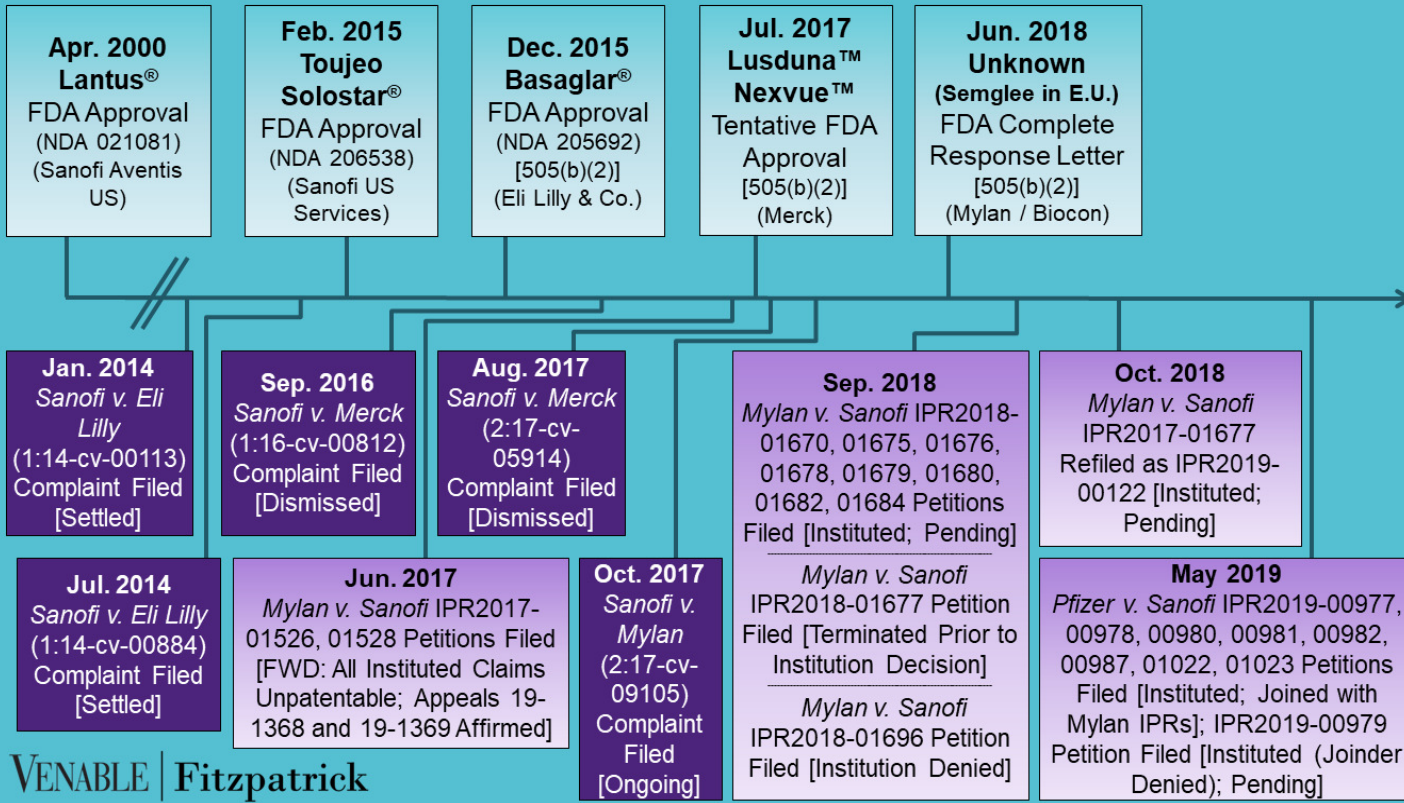 Apr. 2000
Lantus®
FDA Approval
(NDA 021081)
(Sanofi Aventis
US)
Feb. 2015
Toujeo
Solostar®
FDA Approval
(NDA 206538)
(Sanofi US
Services)
Dec. 2015
Basaglar®
FDA Approval
(NDA 205692)
[505(b)(2)]
(Eli Lilly & Co.)
Jul. 2017
Lusduna™
Nexvue™
Tentative FDA
Approval
[505(b)(2)]
(Merck)
Jun. 2018
Unknown
(Semglee in E.U.)
FDA Complete
Response Letter
[505(b)(2)]
(Mylan / Biocon)
Jan. 2014
Sanofi v. Eli
Lilly
(1:14-cv-00113)
Complaint Filed
[Settled]
Sep. 2016
Sanofi v. Merck
(1:16-cv-00812)
Complaint Filed
[Dismissed]
Aug. 2017
Sanofi v. Merck
(2:17-cv-
05914)
Complaint Filed
[Dismissed]
Sep. 2018
Mylan v. Sanofi IPR2018-
01670, 01675, 01676,
01678, 01679, 01680,
01682, 01684 Petitions
Filed [Instituted; Pending]
Mylan v. Sanofi
IPR2018-01677 Petition
Filed [Terminated Prior to
Institution Decision]
Mylan v. Sanofi
IPR2018-01696 Petition
Filed [Institution Denied]
Oct. 2018
Mylan v. Sanofi
IPR2017-01677
Refiled as IPR2019-
00122 [Instituted;
Pending]
Jul. 2014
Sanofi v. Eli Lilly
(1:14-cv-00884)
Complaint Filed
[Settled]
Jun. 2017
Mylan v. Sanofi IPR2017-
01526, 01528 Petitions Filed
[FWD: All Instituted Claims
Unpatentable; Appeals 19-
1368 and 19-1369 Affirmed]
Oct. 2017
Sanofi v.
Mylan
(2:17-cv-
09105)
Complaint
Filed
[Ongoing]
May 2019
Pfizer v. Sanofi IPR2019-00977,
00978, 00980, 00981, 00982,
00987, 01022, 01023 Petitions
Filed [Instituted; Joined with
Mylan IPRs]; IPR2019-00979
Petition Filed [Instituted (Joinder
Denied); Pending]
VENABLE | Fitzpatrick